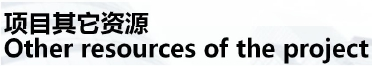 项目其它资源
Other resources of the project